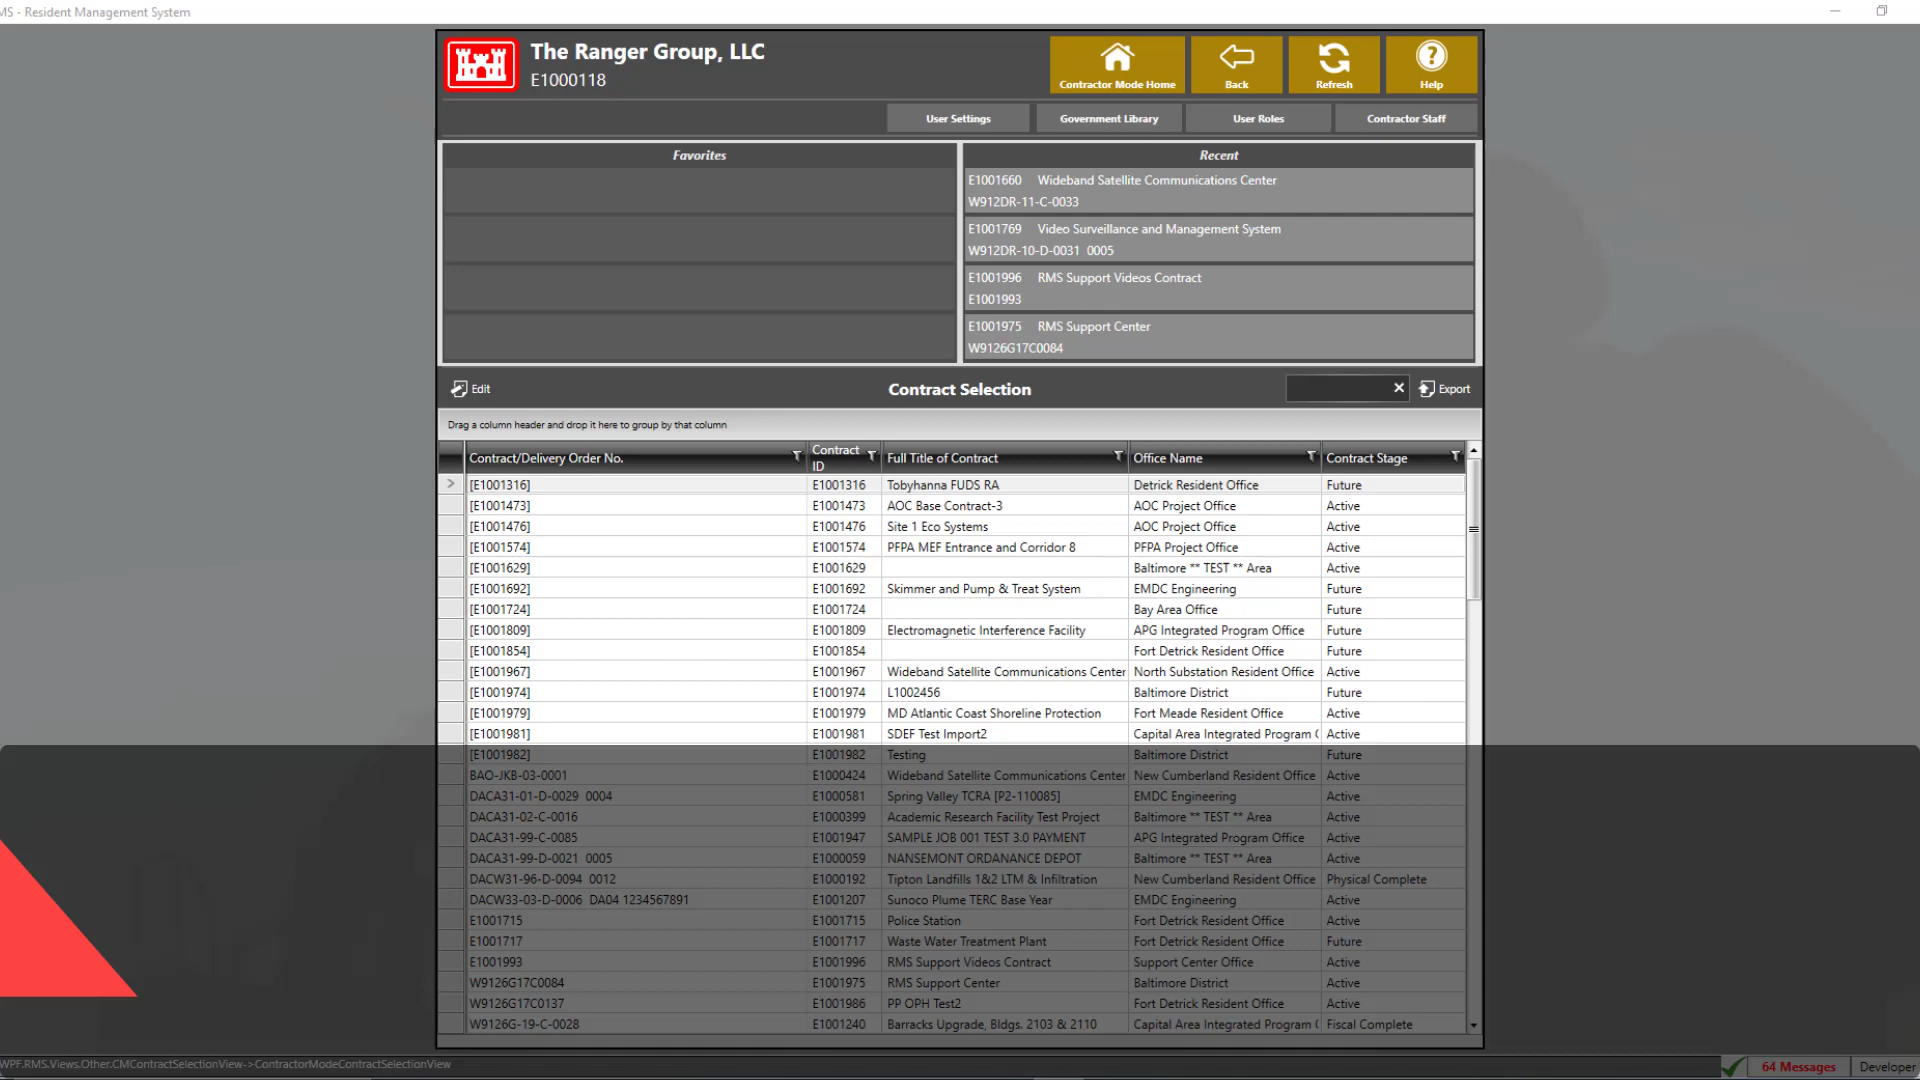 MS - Resident Management System
The Ranger Group, LLC
E1000118
Contractor Mode Home
Back
Refresh
Help
User Settings
Government Library
User Roles
Contractor Staff
Favorites
Recent
E1001660 Wideband Satellite Communications Center
W912DR-11-C-0033
E1001769 Video Surveillance and Management System
W912DR-10-D-0031 0005
E1001996 RMS Support Videos Contract
E1001993
E1001975 RMS Support Center
W9126G17C0084
Edit
Contract Selection
Export
Drag a column header and drop it here to group by that column
Contract/Delivery Order No. Contract ID Full Title of Contract Office Name Contract Stage
[E1001316] E1001316 Tobyhanna FUDS RA Detrick Resident Office Future
[E1001473] E1001473 AOC Base Contract-3 AOC Project Office Active
[E1001476] E1001476 Site 1 Eco Systems AOC Project Office Active
[E1001574] E1001574 PFPA MEF Entrance and Corridor 8 PFPA Project Office Active
[E1001629] E1001629 Baltimore ** TEST ** Area Active
[E1001692] E1001692 Skimmer and Pump & Treat System EMDC Engineering Future
[E1001724] E1001724 Bay Area Office Future
[E1001809] E1001809 Electromagnetic Interference Facility APG Integrated Program Office Future
[E1001854] E1001854 Fort Detrick Resident Office Future
[E1001967] E1001967 Wideband Satellite Communications Center North Substation Resident Office Active
[E1001974] E1001974 L1002456 Baltimore District Future
[E1001979] E1001979 MD Atlantic Coast Shoreline Protection Fort Meade Resident Office Active
[E1001981] E1001981 SDEF Test Import2 Capital Area Integrated Program ( Active
[E1001982] E1001982 Testing Baltimore District Future
BAO-JKB-03-0001 E1000424 Wideband Satellite Communications Center New Cumberland Resident Office Active
DACA31-01-D-0029 0004 E1000581 Spring Valley TCRA [P2-110085] EMDC Engineering Active
DACA31-02-C-0016 E1000399 Academic Research Facility Test Project Baltimore ** TEST ** Area Active
DACA31-99-C-0085 E1001947 SAMPLE JOB 001 TEST 3.0 PAYMENT APG Integrated Program Office Active
DACA31-99-D-0021 0005 E1000059 NANSEMONT ORDANANCE DEPOT Baltimore ** TEST ** Area Active
DACW31-96-D-0094 0012 E1000192 Tipton Landfills 1&2 LTM & Infiltration New Cumberland Resident Office Physical Complete
DACW33-03-D-0006 DA04 1234567891 E1001207 Sunoco Plume TERC Base Year EMDC Engineering Active
E1001715 E1001715 Police Station Fort Detrick Resident Office Active
E1001717 E1001717 Waste Water Treatment Plant Fort Detrick Resident Office Future
E1001993 E1001996 RMS Support Videos Contract Support Center Office Active
W9126G17C0084 E1001975 RMS Support Center Baltimore District Active
W9126G17C0137 E1001986 PP OPH Test2 Fort Detrick Resident Office Active
W9126G-19-C-0028 E1001240 Barracks Upgrade, Bldgs. 2103 & 2110 Capital Area Integrated Program ( Fiscal Complete
WPF.RMS.Views.Other.CMContractSelectionView->ContractorModeContractSelectionView
64 Messages
Developer